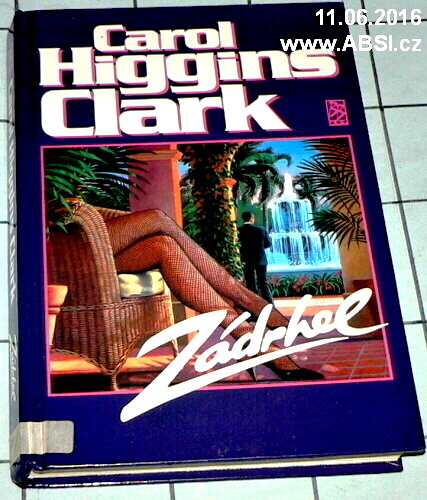 11.06.2016
www.ABSI.cz
Carol
Higgins
Clark
Zádrhel